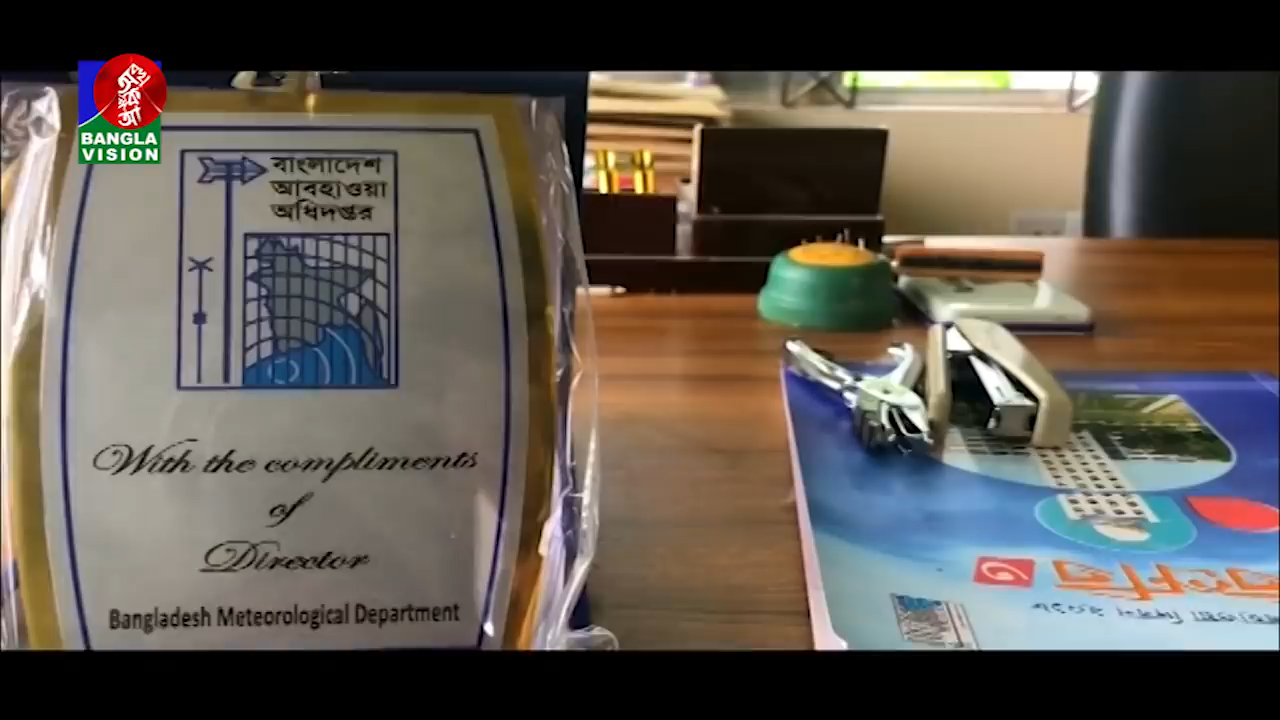 BANGLA
VISION
বাংলাদেশ
আবহাওয়া
অধিদপ্তর
With the compliments
of
Director
Bangladesh Meteorological Department